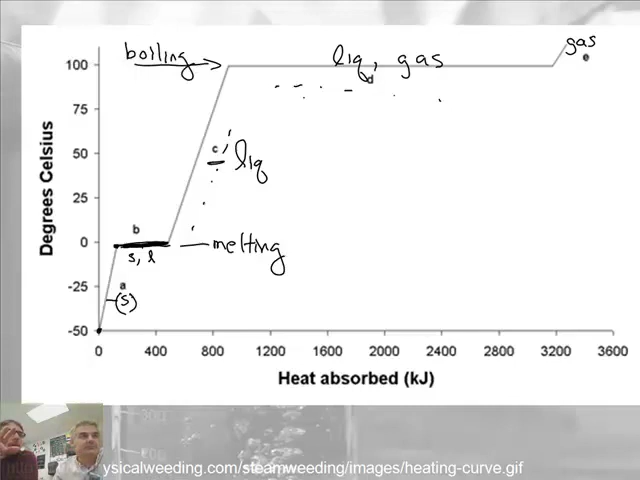 boiling
liq, gas
gas
e
d
100
75
50
25
0
-25
-50
Degrees Celsius
c
liq
b
melting
s, l
a
(s)
0
400
800
1200
1600
2000
2400
2800
3200
3600
Heat absorbed (kJ)
ysicalweeding.com/steamweeding/images/heating-curve.gif